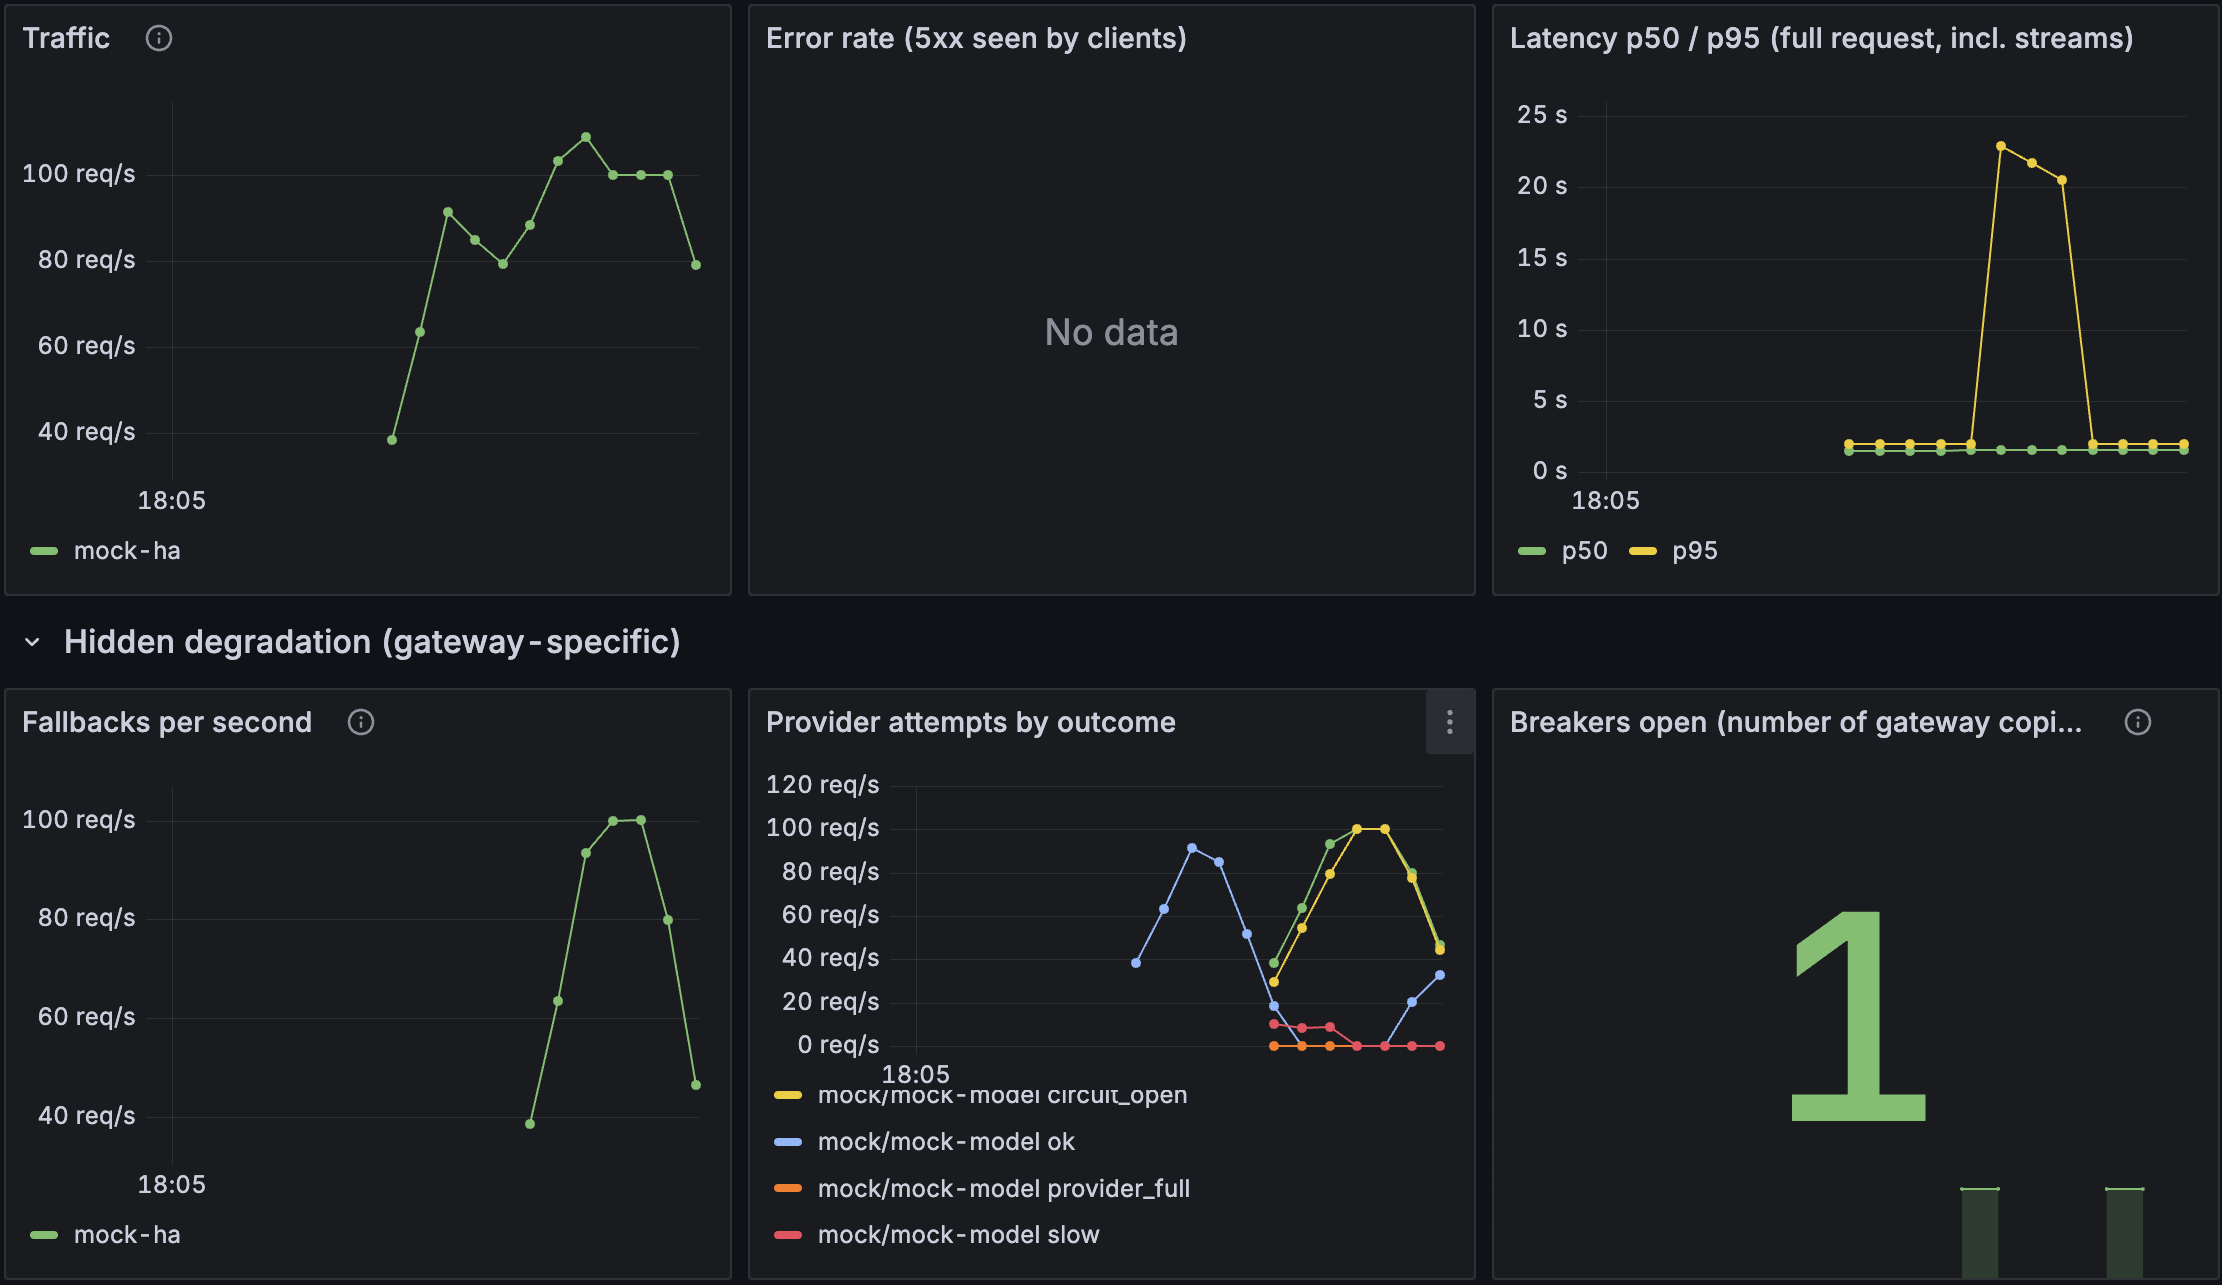 Traffic
Error rate (5xx seen by clients)
Latency p50 / p95 (full request, incl. streams)
100 req/s
80 req/s
60 req/s
40 req/s
18:05
mock-ha
No data
25 s
20 s
15 s
10 s
5 s
0 s
18:05
p50 p95
Hidden degradation (gateway-specific)
Fallbacks per second
Provider attempts by outcome
Breakers open (number of gateway copi...
100 req/s
80 req/s
60 req/s
40 req/s
18:05
mock-ha
120 req/s
100 req/s
80 req/s
60 req/s
40 req/s
20 req/s
0 req/s
18:05
mock/mock-model circuit_open
mock/mock-model ok
mock/mock-model provider_full
mock/mock-model slow
1